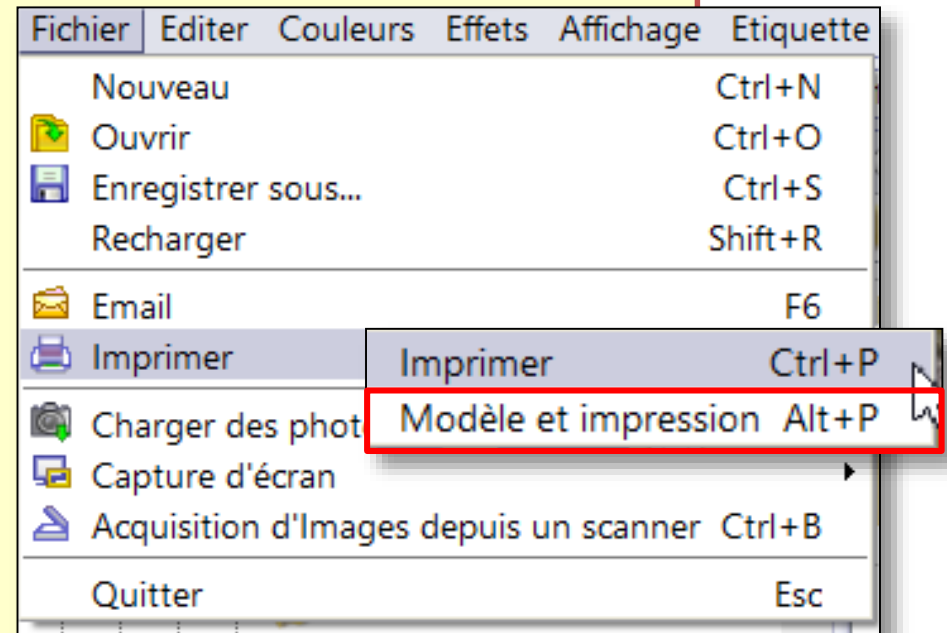 Fichier Editer Couleurs Effets Affichage Etiquette
Nouveau Ctrl+N
Ouvrir Ctrl+O
Enregistrer sous... Ctrl+S
Recharger Shift+R
Email F6
Imprimer
Imprimer Ctrl+P
Modèle et impression Alt+P
Charger des phot
Capture d'écran
Acquisition d'Images depuis un scanner Ctrl+B
Quitter Esc